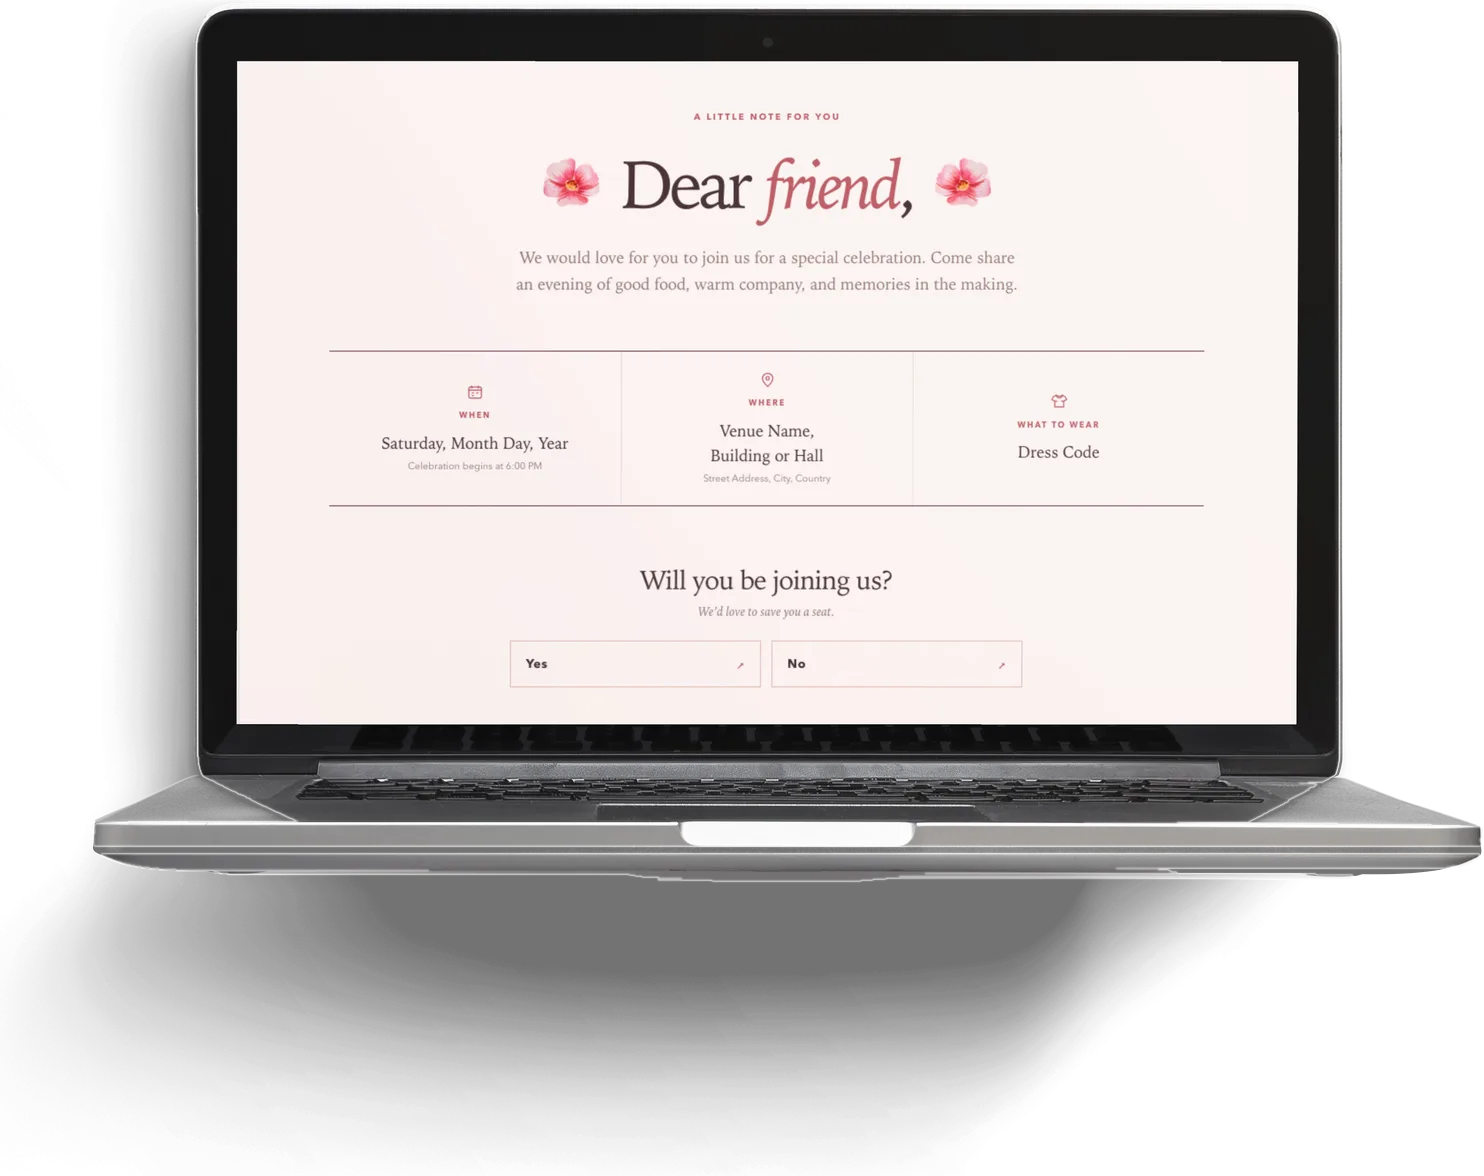 A LITTLE NOTE FOR YOU
Dear friend,
We would love for you to join us for a special celebration. Come share
an evening of good food, warm company, and memories in the making.
WHEN
Saturday, Month Day, Year
Celebration begins at 6:00 PM
WHERE
Venue Name,
Building or Hall
Street Address, City, Country
WHAT TO WEAR
Dress Code
Will you be joining us?
We'd love to save you a seat.
Yes
No